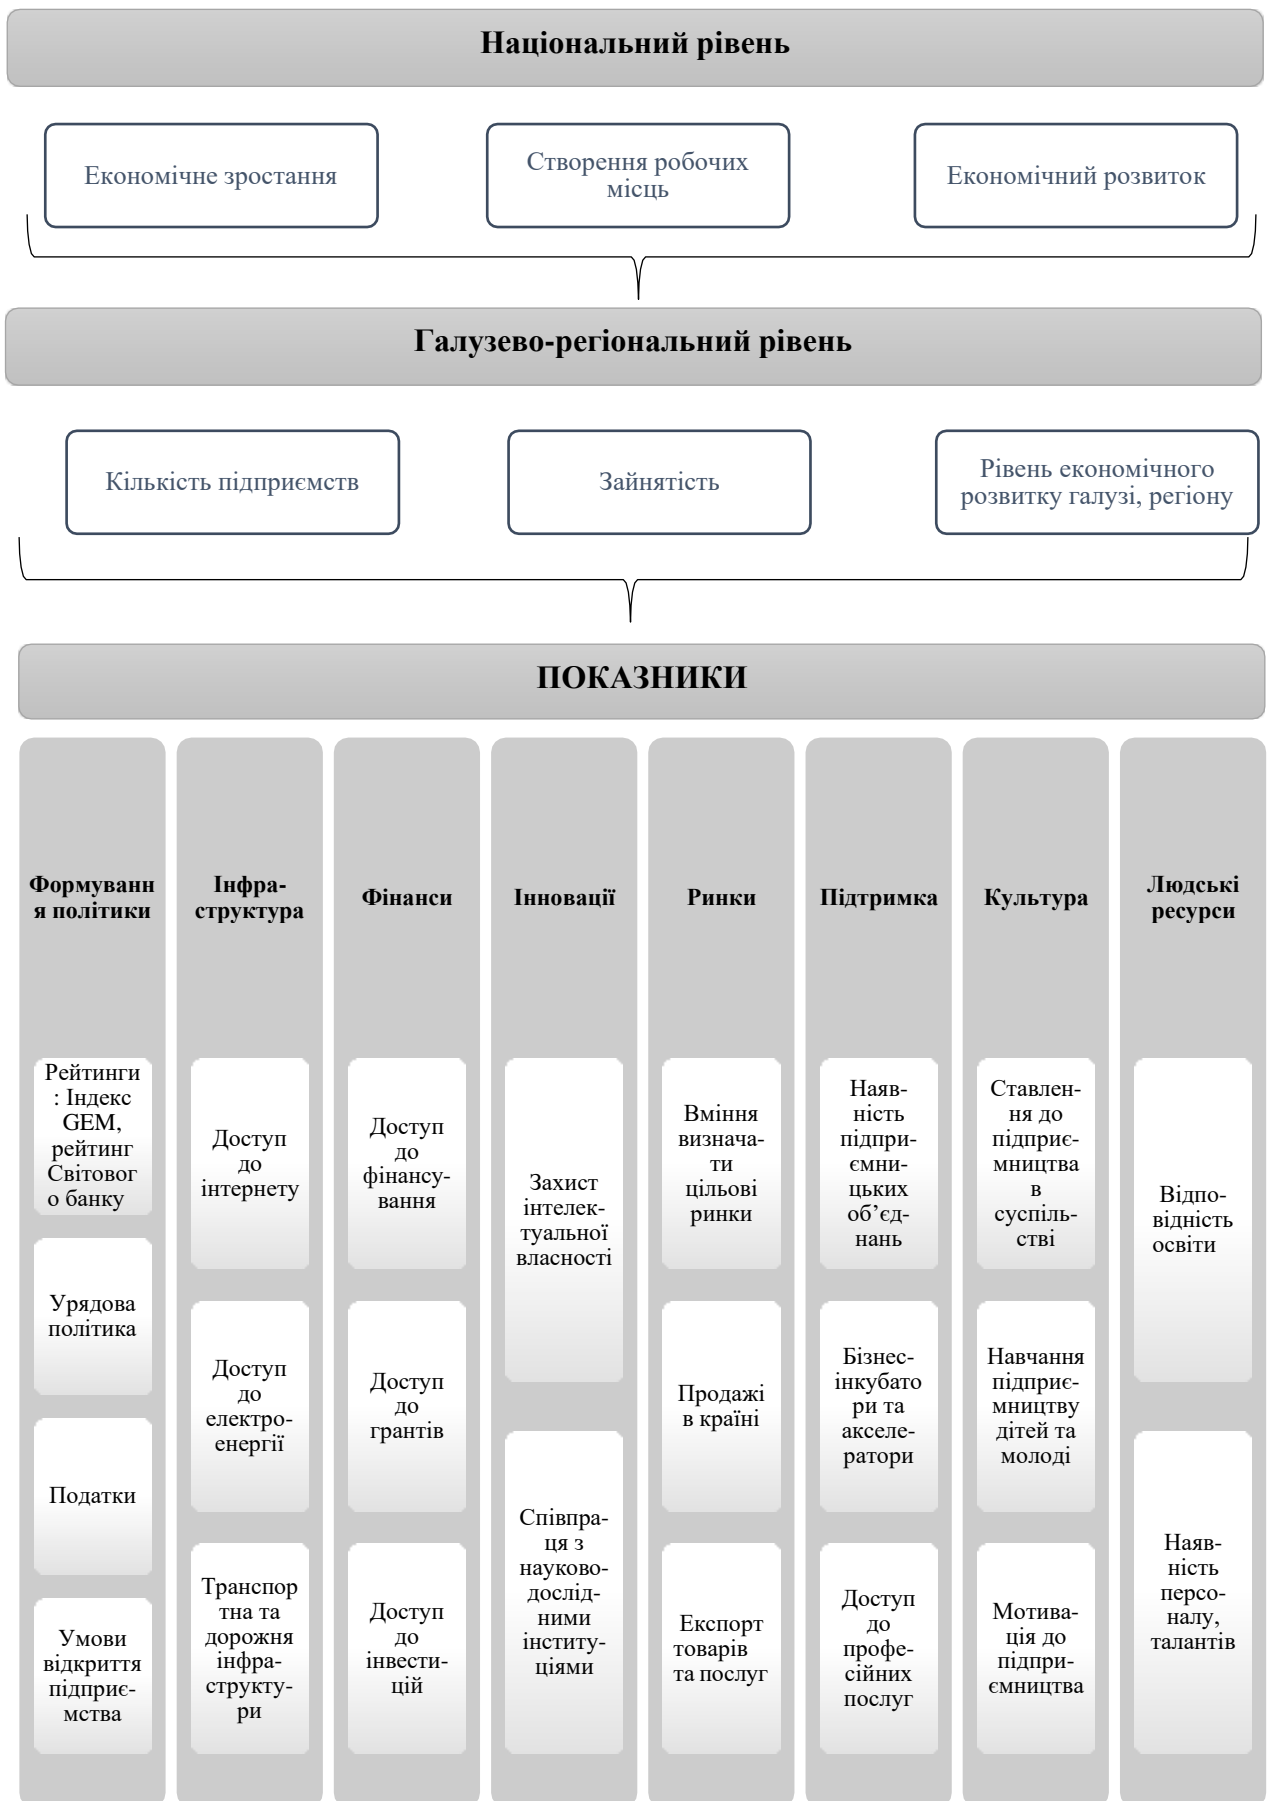 Національний рівень
Економічне зростання
Створення робочих
місць
Економічний розвиток
Галузево-регіональний рівень
Кількість підприємств
Зайнятість
Рівень економічного
розвитку галузі, регіону
ПОКАЗНИКИ
Формуванн
я політики
Рейтинги
: Індекс
GEM,
рейтинг
Світовог
о банку
Урядова
політика
Податки
Умови
відкриття
підприє-
мства
Інфра-
структура
Доступ
до
інтернету
Доступ
до
електро-
енергії
Транспор
тна та
дорожня
інфра-
структу-
ри
Фінанси
Доступ
до
фінансу-
вання
Доступ
до
грантів
Доступ
до
інвести-
цій
Інновації
Захист
інтелек-
туальної
власності
Співпра-
ця з
науково-
дослід-
ними
інститу-
ціями
Ринки
Вміння
визнача-
ти
цільові
ринки
Продажі
в країні
Експорт
товарів
та послуг
Підтримка
Наяв-
ність
підпри-
ємни-
цьких
об’єд-
нань
Бізнес-
інкубато
ри та
акселе-
ратори
Доступ
до
профе-
сійних
послуг
Культура
Ставлен-
ня до
підприє-
мництва
в
суспіль-
стві
Навчання
підприє-
мництву
дітей та
молоді
Мотива-
ція до
підпри-
ємництва
Людські
ресурси
Відпо-
відність
освіти
Наяв-
ність
персо-
налу,
талантів